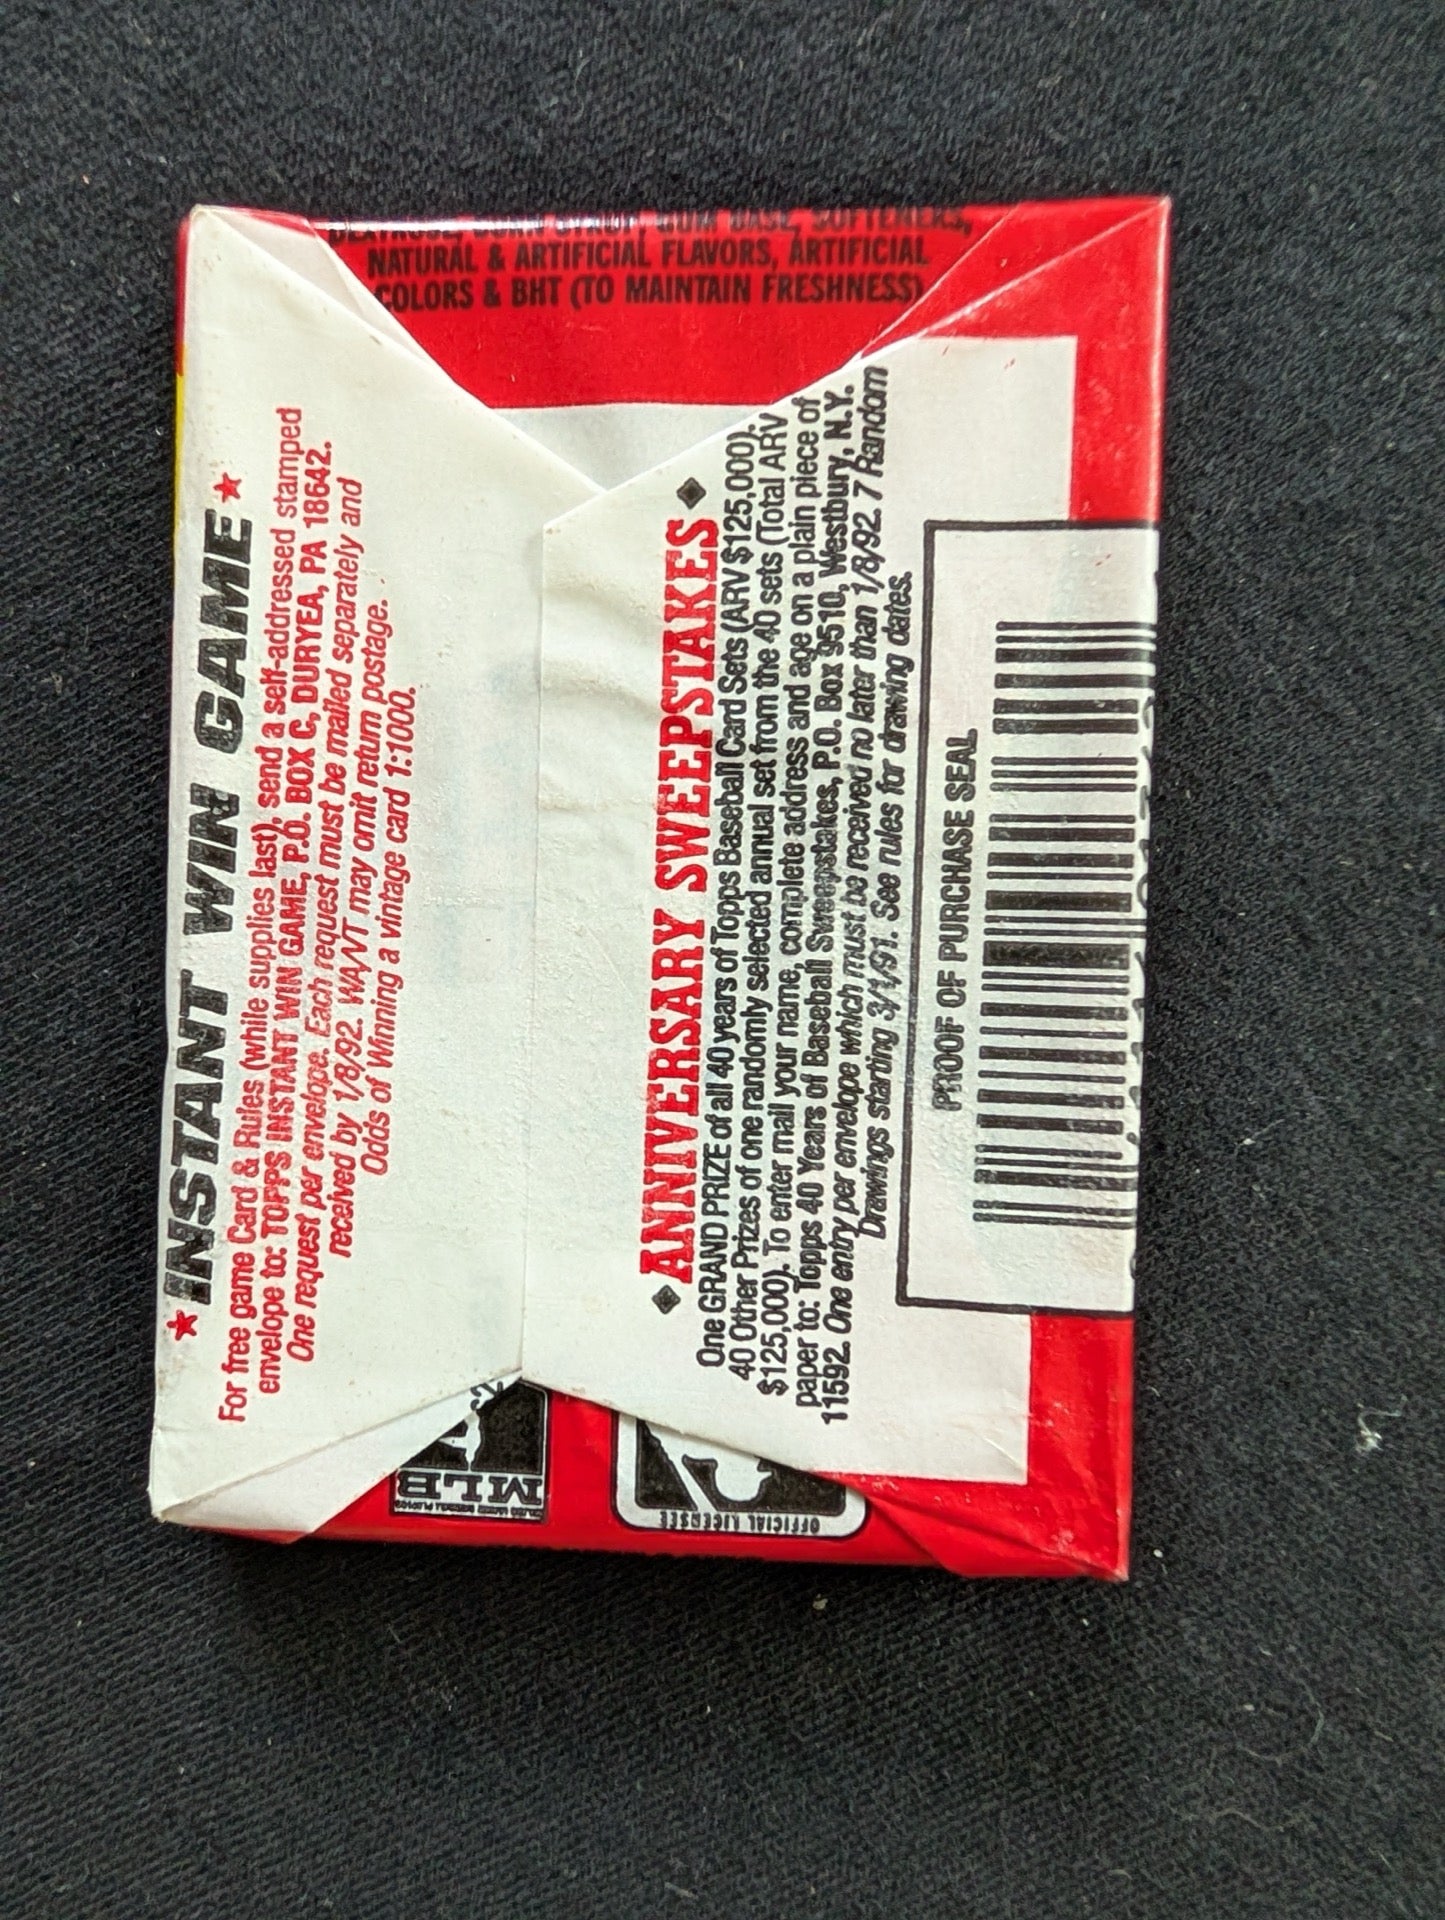 NATURAL & ARTIFICIAL FLAVORS, ARTIFICIAL
COLORS & BHT (TO MAINTAIN FRESHNESS)
INSTANT WIN GAME
For free game Card & Rules (while supplies last), send a self-addressed stamped
envelope to: TOPPS INSTANT WIN GAME, P.O. BOX C, DURYEA, PA 18642.
One request per envelope. Each request must be mailed separately and
received by 1/8/92. WA/VT may omit return postage.
Odds of Winning a vintage card 1:1000.
ANNIVERSARY SWEEPSTAKES
One GRAND PRIZE of all 40 years of Topps Baseball Card Sets (ARV $125,000).
40 Other Prizes of one randomly selected annual set from the 40 sets (Total ARV
$125,000). To enter mail your name, complete address and age on a plain piece of
paper to: Topps 40 Years of Baseball Sweepstakes, P.O. Box 9510, Westbury, N.Y.
11592. One entry per envelope which must be received no later than 1/8/92. 7 Random
Drawings starting 3/1/91. See rules for drawing dates.
PROOF OF PURCHASE SEAL
MLB
OFFICIAL LICENSEE